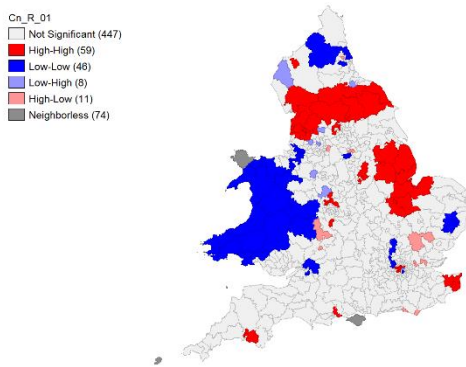 Cn_R_01
Not Significant (447)
High-High (59)
Low-Low (46)
Low-High (8)
High-Low (11)
Neighborless (74)